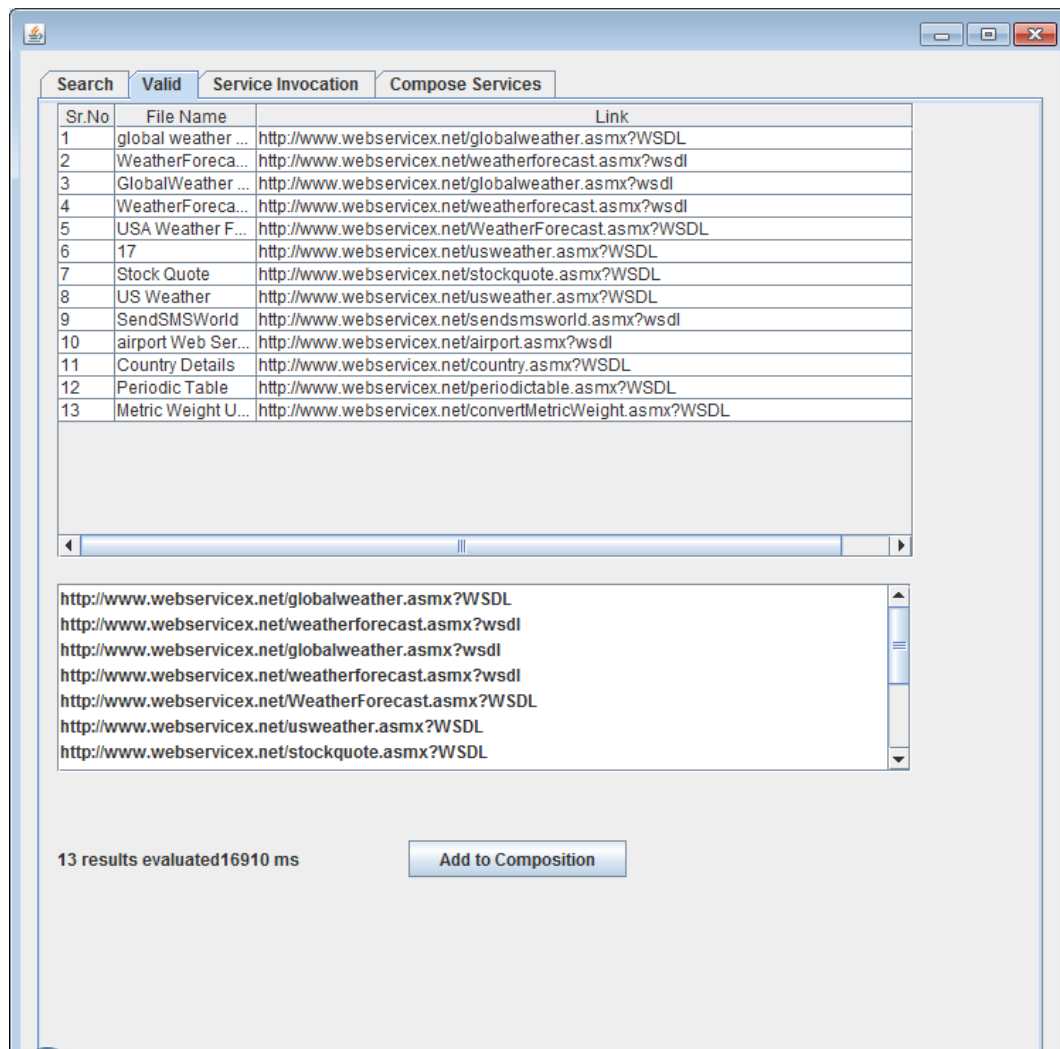 Search Valid Service Invocation Compose Services
Sr.No File Name Link
1 global weather ... http://www.webservicex.net/globalweather.asmx?WSDL
2 WeatherForeca... http://www.webservicex.net/weatherforecast.asmx?wsdl
3 GlobalWeather ... http://www.webservicex.net/globalweather.asmx?wsdl
4 WeatherForeca... http://www.webservicex.net/weatherforecast.asmx?wsdl
5 USA Weather F... http://www.webservicex.net/WeatherForecast.asmx?WSDL
6 17 http://www.webservicex.net/usweather.asmx?WSDL
7 Stock Quote http://www.webservicex.net/stockquote.asmx?WSDL
8 US Weather http://www.webservicex.net/usweather.asmx?WSDL
9 SendSMSWorld http://www.webservicex.net/sendsmsworld.asmx?wsdl
10 airport Web Ser... http://www.webservicex.net/airport.asmx?wsdl
11 Country Details http://www.webservicex.net/country.asmx?WSDL
12 Periodic Table http://www.webservicex.net/periodictable.asmx?WSDL
13 Metric Weight U... http://www.webservicex.net/convertMetricWeight.asmx?WSDL
http://www.webservicex.net/globalweather.asmx?WSDL
http://www.webservicex.net/weatherforecast.asmx?wsdl
http://www.webservicex.net/globalweather.asmx?wsdl
http://www.webservicex.net/weatherforecast.asmx?wsdl
http://www.webservicex.net/WeatherForecast.asmx?WSDL
http://www.webservicex.net/usweather.asmx?WSDL
http://www.webservicex.net/stockquote.asmx?WSDL
13 results evaluated16910 ms Add to Composition